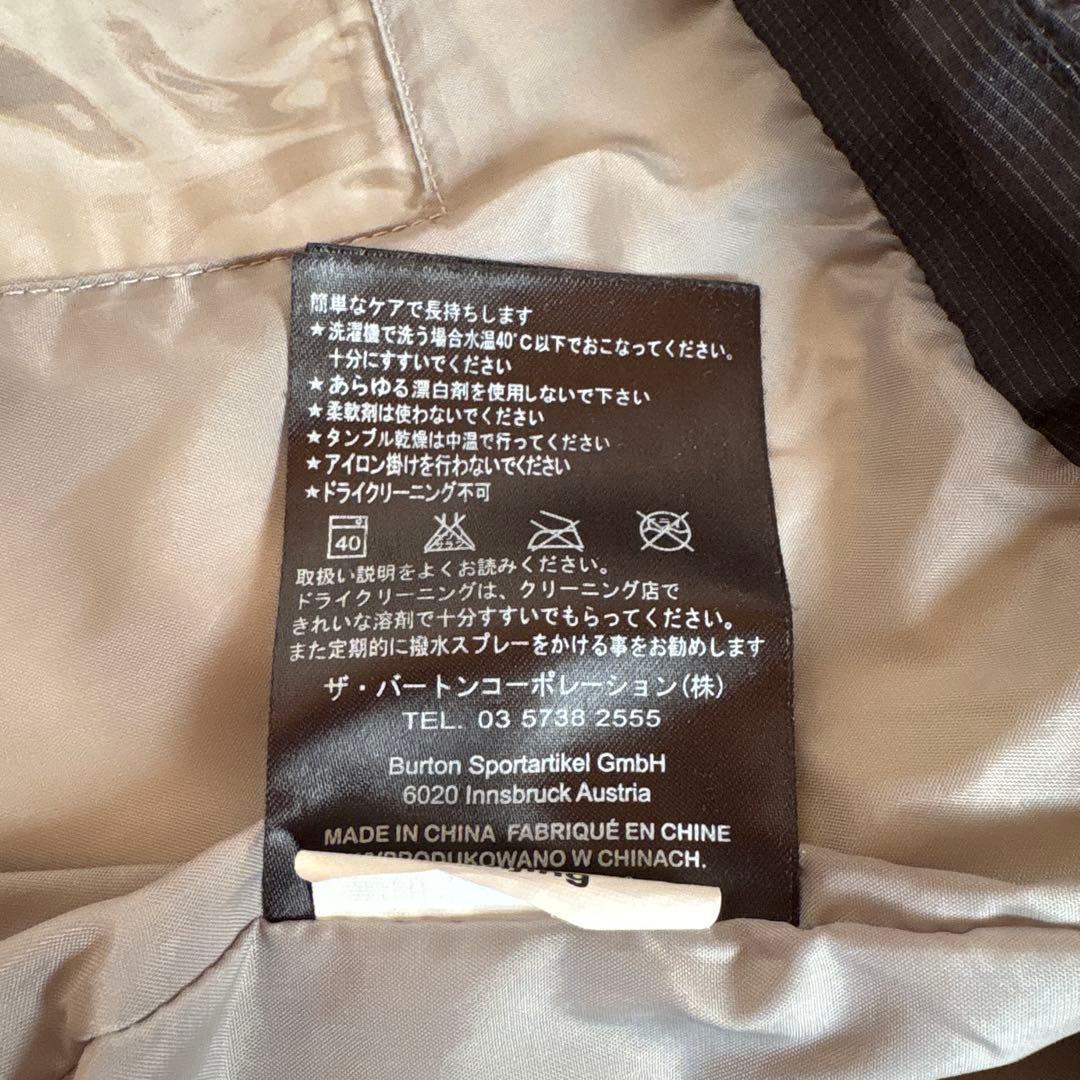 簡単なケアで長持ちします
★洗濯機で洗う場合水温40°C以下でおこなってください。
十分にすすいでください
★あらゆる漂白剤を使用しないで下さい
★柔軟剤は使わないでください
★タンブル乾燥は中温で行ってください
★アイロン掛けを行わないでください
★ドライクリーニング不可
40
取扱い説明をよくお読みください。
ドライクリーニングは、クリーニング店で
きれいな溶剤で十分すすいでもらってください。
また定期的に撥水スプレーをかける事をお勧めします
ザ・バートンコーポレーション(株)
TEL. 03 5738 2555
Burton Sportartikel GmbH
6020 Innsbruck Austria
MADE IN CHINA FABRIQUÉ EN CHINE
WYPRODUKOWANO W CHINACH.